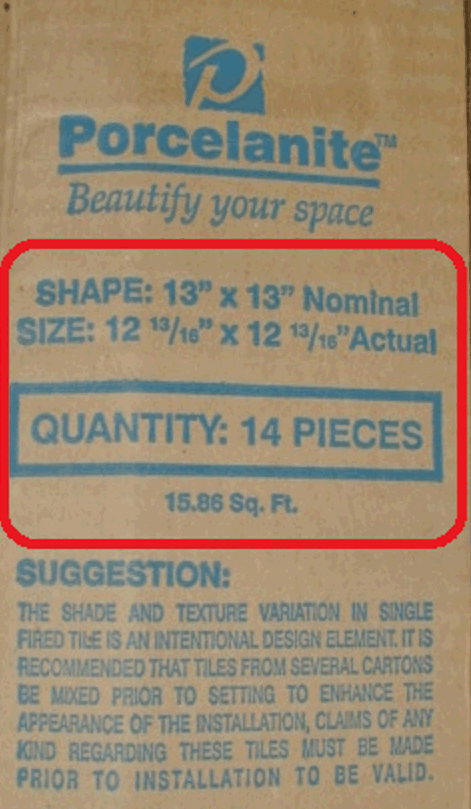 Porcelanite™
Beautify your space
SHAPE: 13" x 13" Nominal
SIZE: 12 13/16" x 12 13/16" Actual
QUANTITY: 14 PIECES
15.86 Sq. Ft.
SUGGESTION:
THE SHADE AND TEXTURE VARIATION IN SINGLE
FIRED TILE IS AN INTENTIONAL DESIGN ELEMENT. IT IS
RECOMMENDED THAT TILES FROM SEVERAL CARTONS
BE MIXED PRIOR TO SETTING TO ENHANCE THE
APPEARANCE OF THE INSTALLATION, CLAIMS OF ANY
KIND REGARDING THESE TILES MUST BE MADE
PRIOR TO INSTALLATION TO BE VALID.